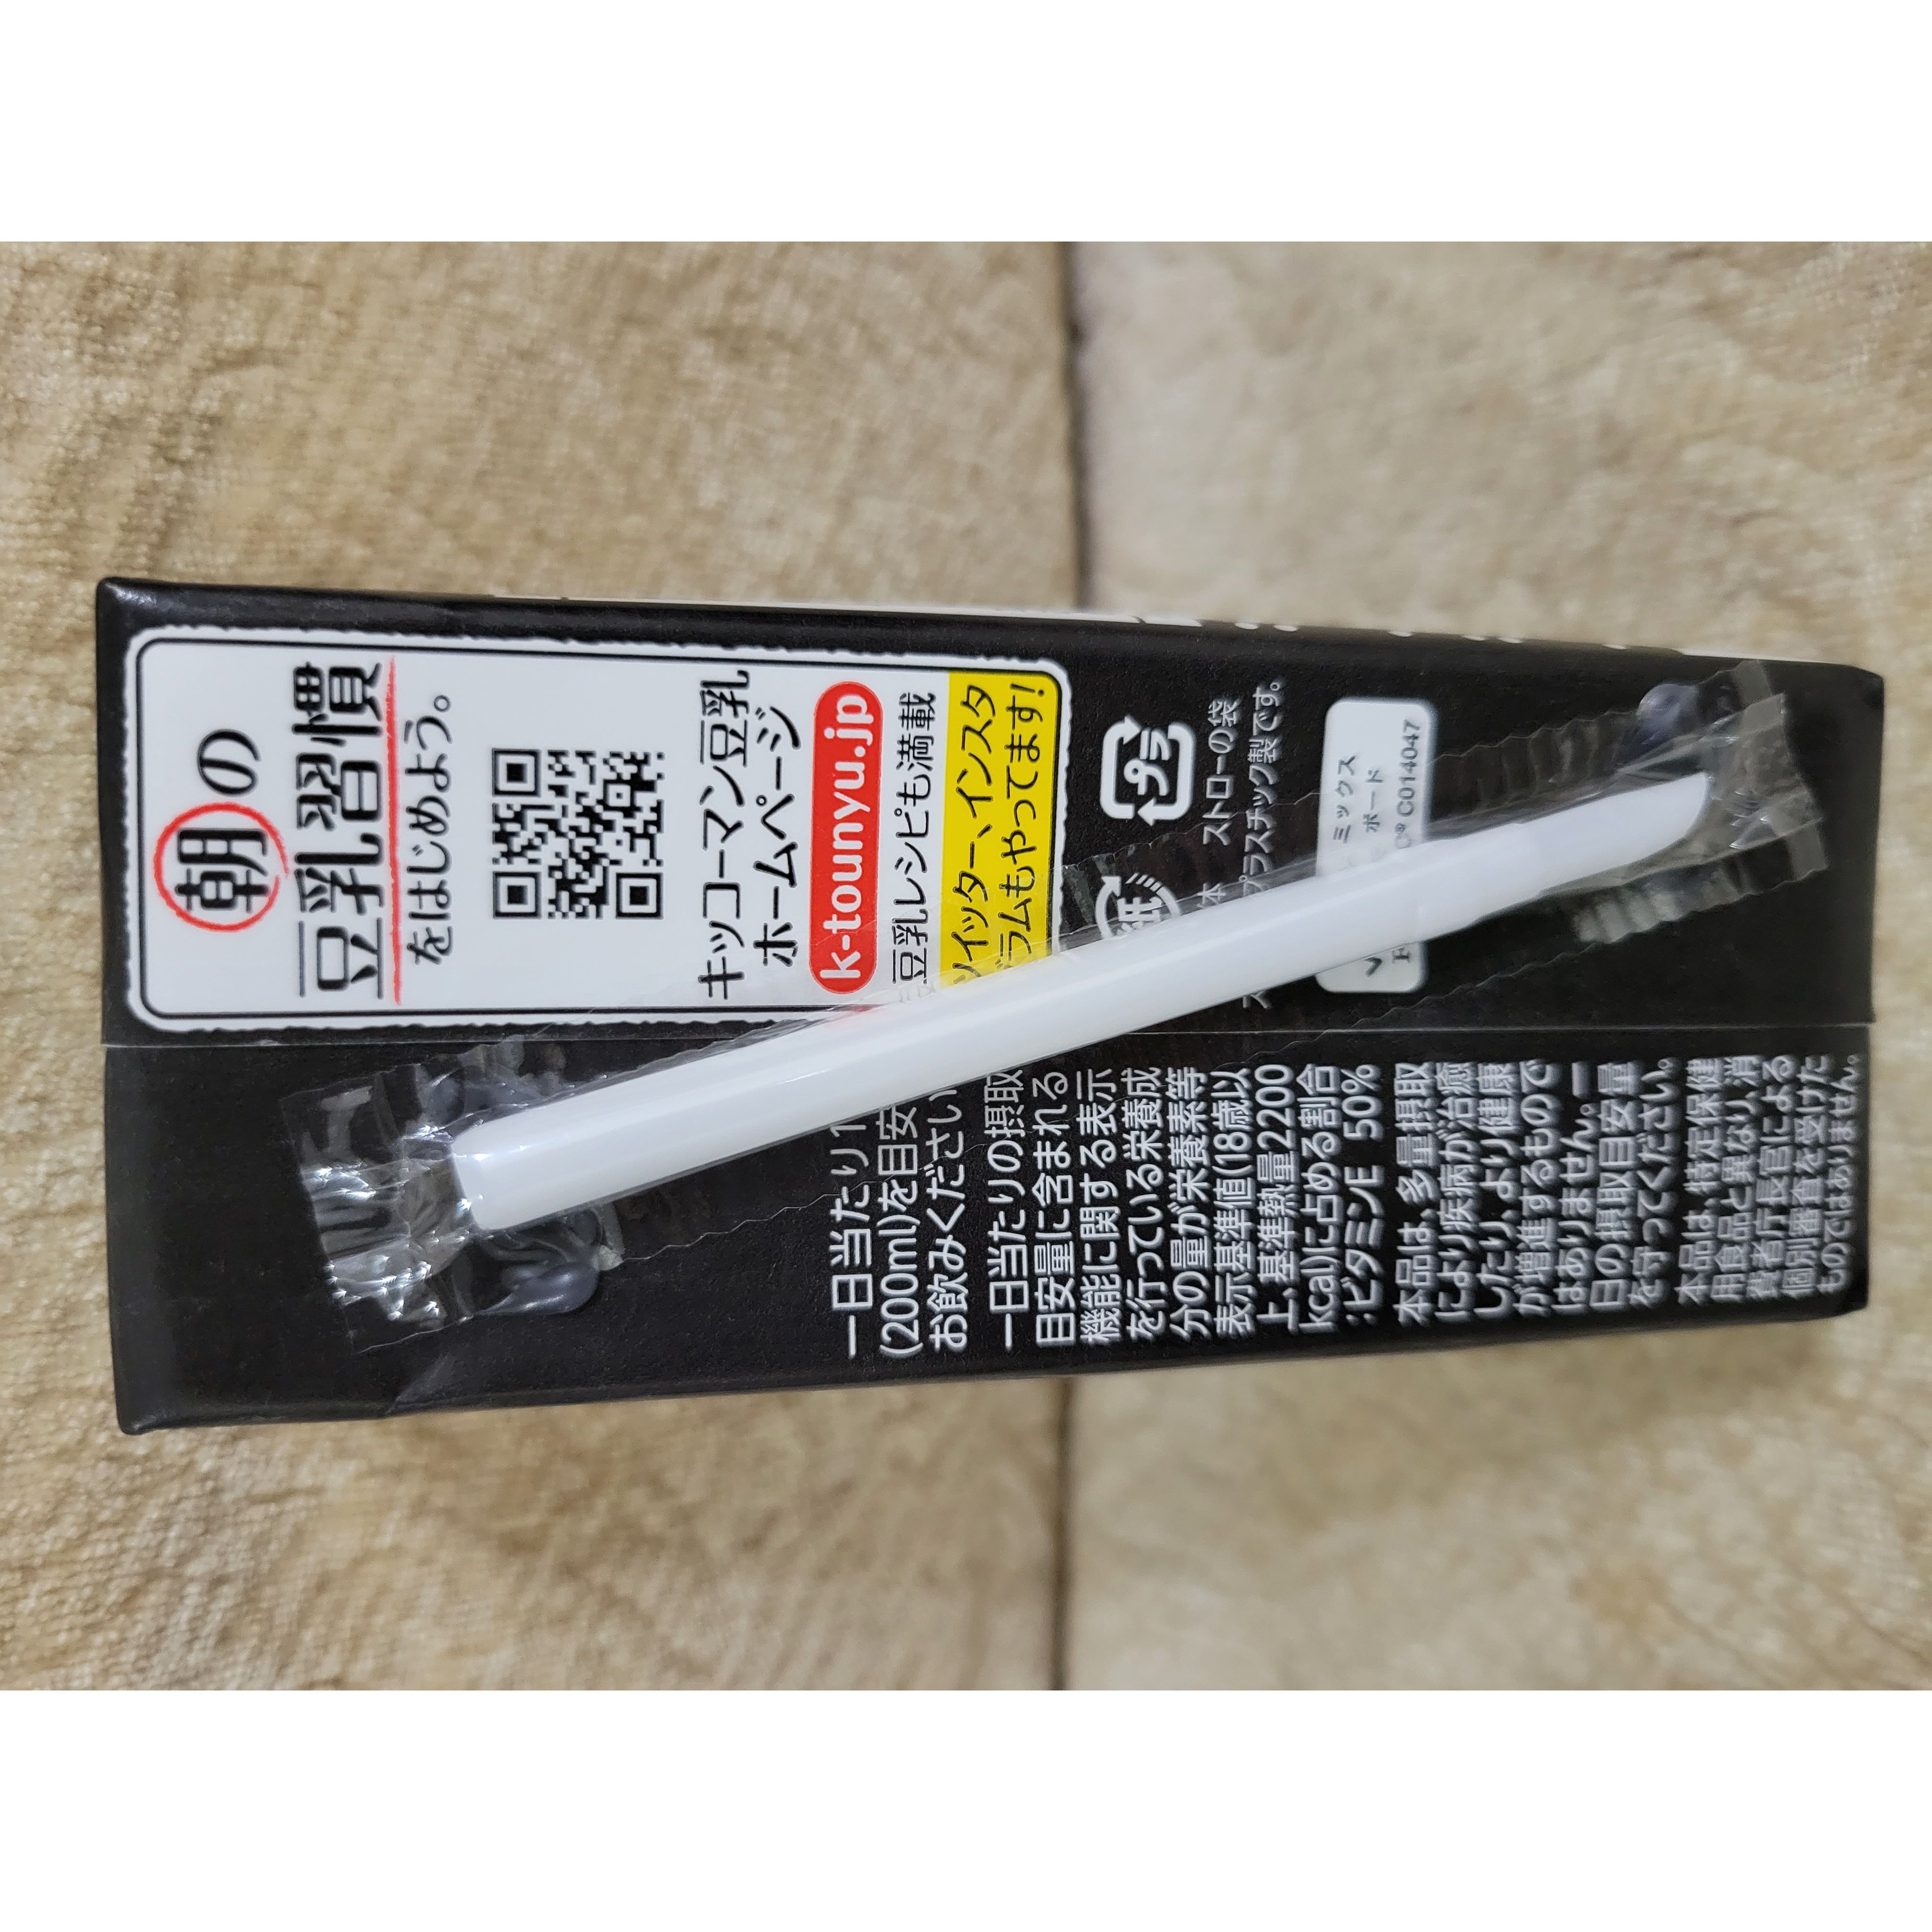 朝の
豆乳習慣
をはじめよう。
キッコーマン豆乳
ホームページ
k-tounyu.jp
豆乳レシピも満載
ツイッター、インスタ
グラムもやってます!
プラ
ストローの袋
プラスチック製です。
紙
本
ミックス
ボード
C014047
一日当たり1
(200ml)を目安
お飲みください
一日当たりの摂取
目安量に含まれる
機能に関する表示
を行っている栄養成
分の量が栄養素等
表示基準値(18歳以
上、基準熱量2200
kcal)に占める割合
:ビタミンE 50%
本品は、多量摂取
により疾病が治癒
したり、より健康
が増進するもので
はありません。一
日の摂取目安量
を守ってください。
本品は、特定保健
用食品と異なり、消
費者庁長官による
個別審査を受けた
ものではありません。